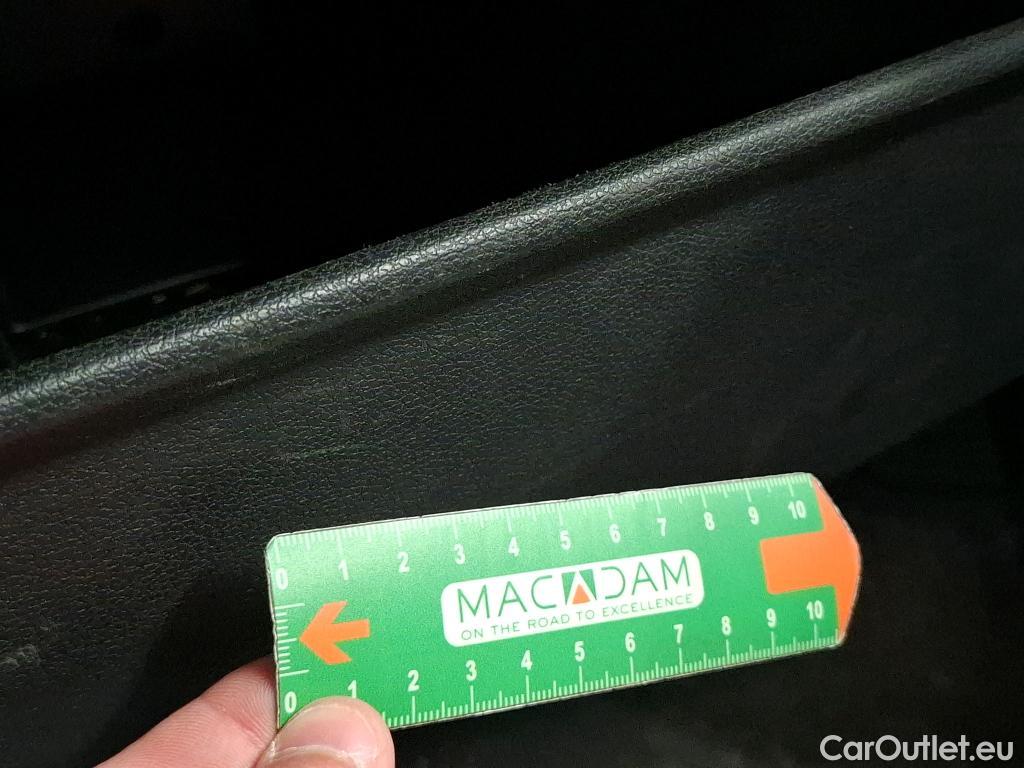 0 1 2 3 4 5 6 7 8 9 10
MACADAM
ON THE ROAD TO EXCELLENCE
0 1 2 3 4 5 6 7 8 9 10
CarOutlet.eu